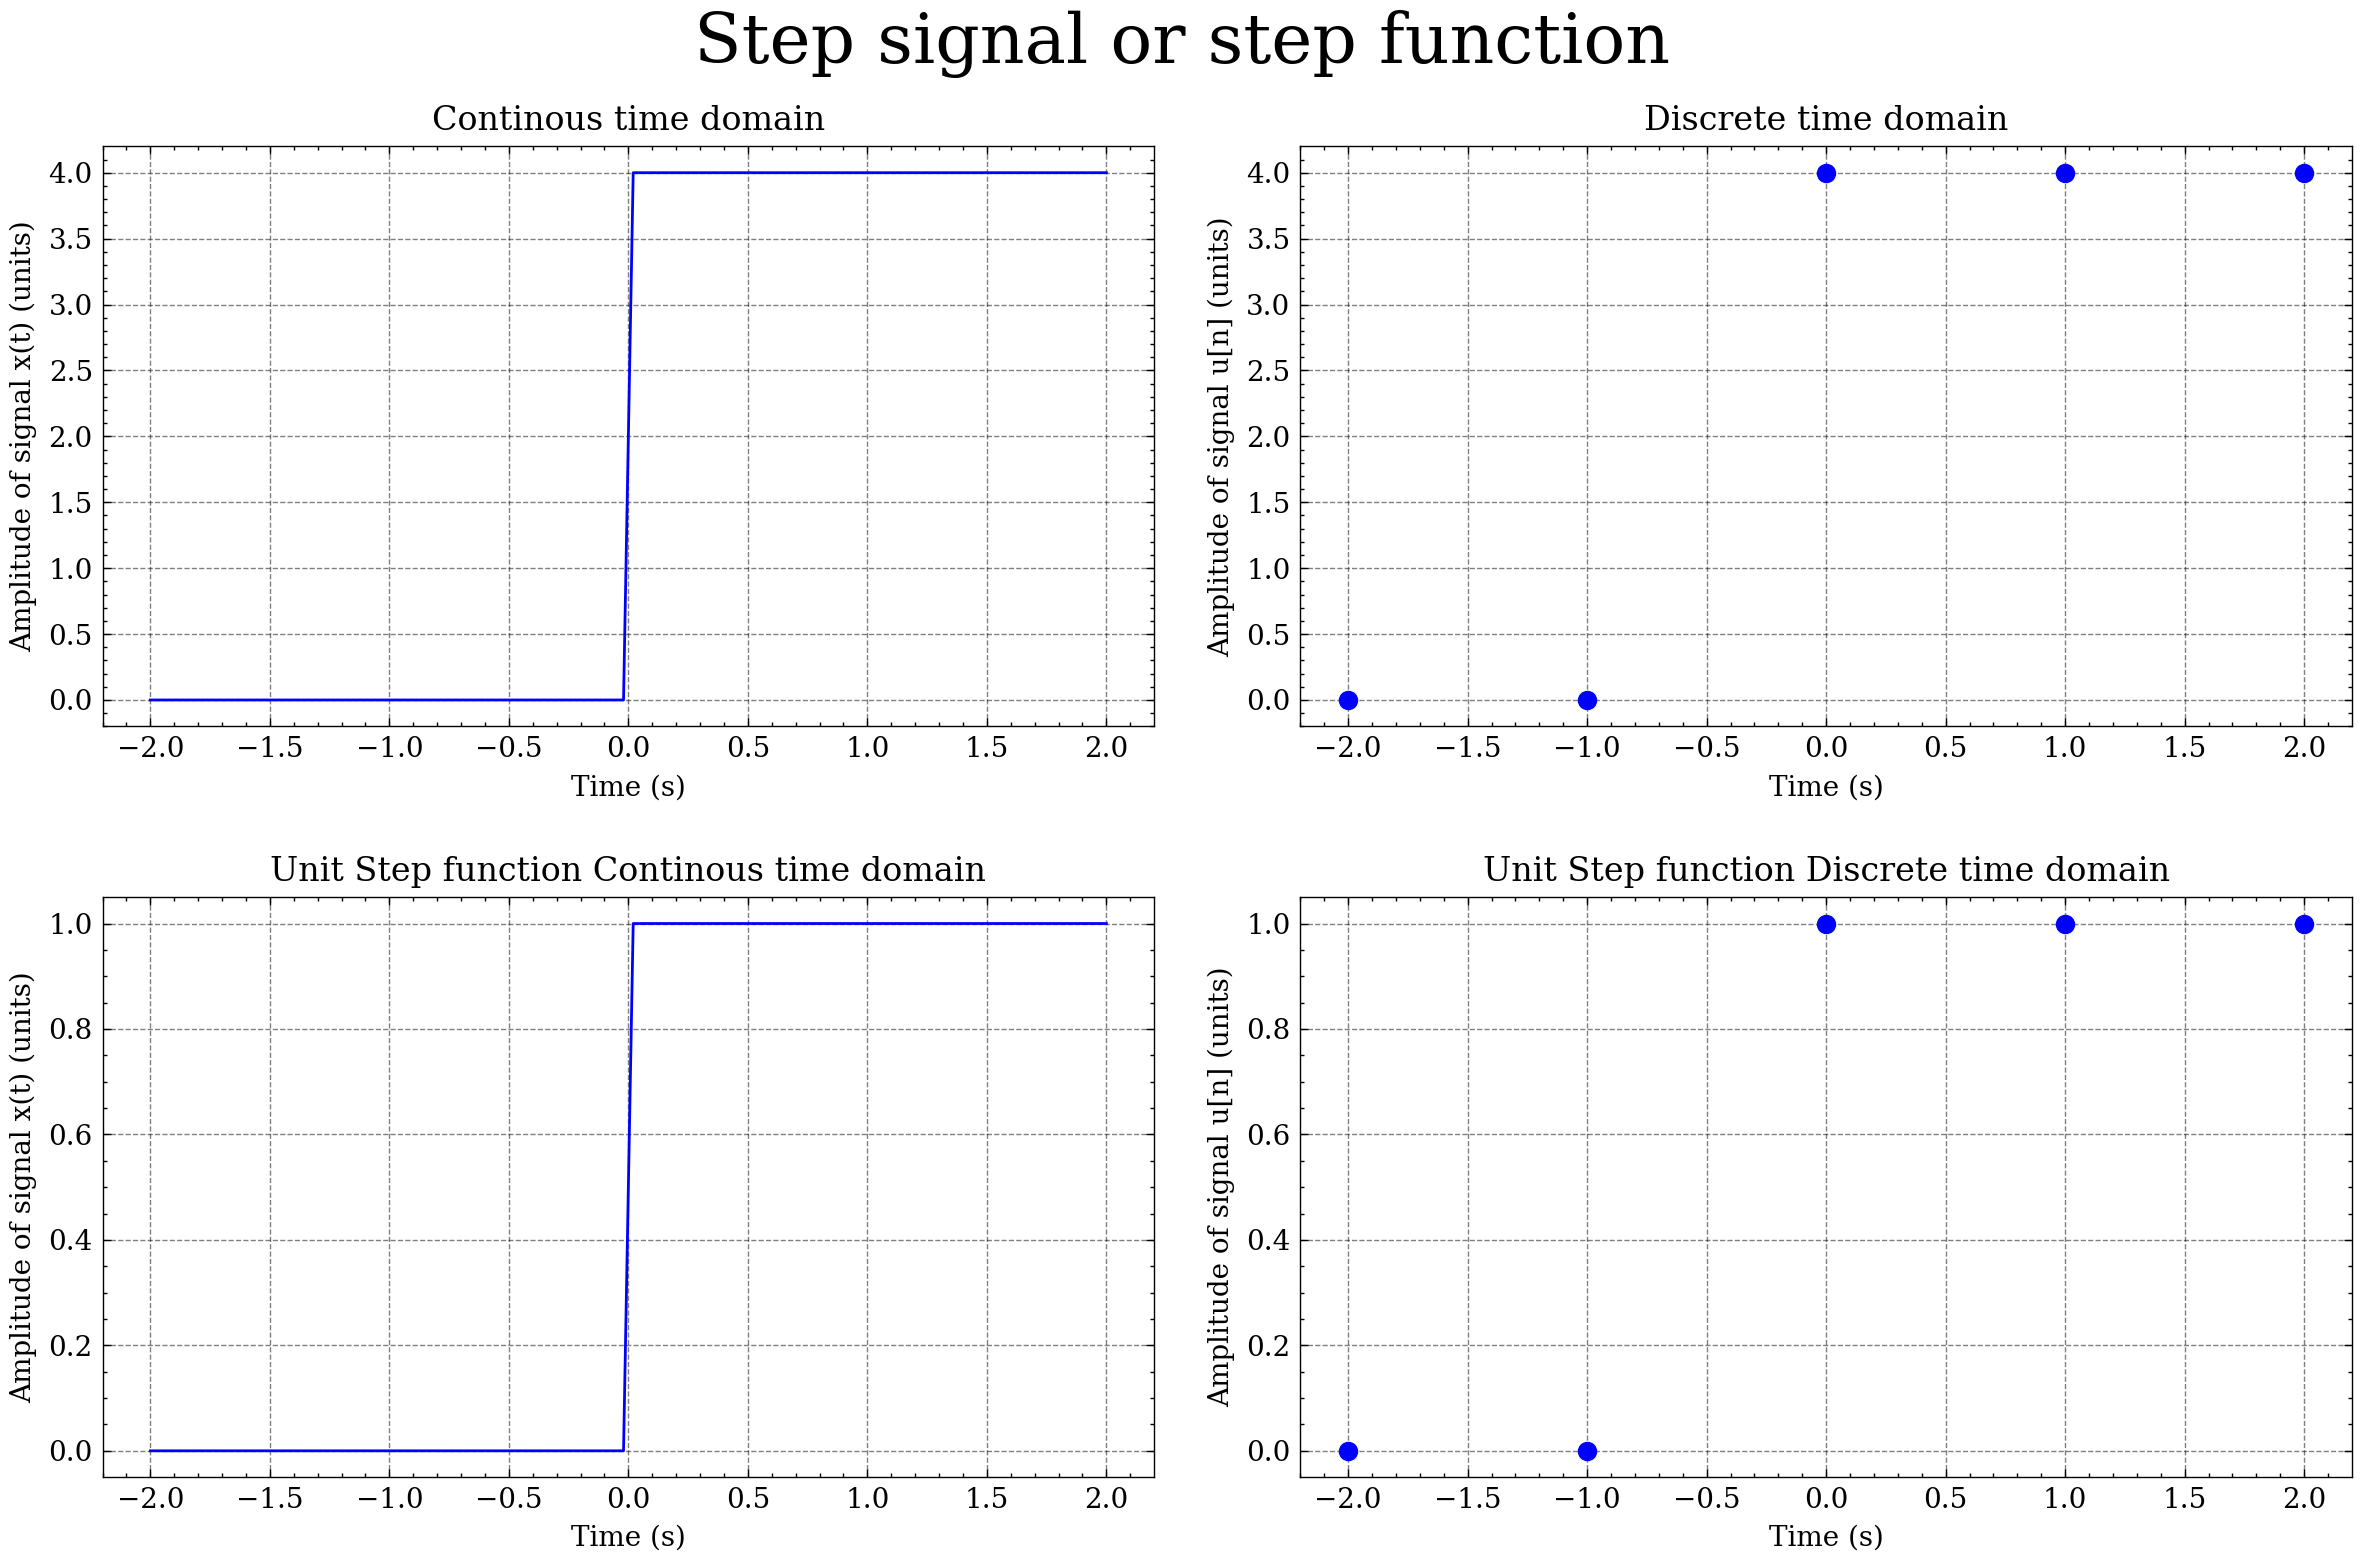 Step signal or step function
Continous time domain
Amplitude of signal x(t) (units)
4.0
3.5
3.0
2.5
2.0
1.5
1.0
0.5
0.0
−2.0 −1.5 −1.0 −0.5 0.0 0.5 1.0 1.5 2.0
Time (s)
Discrete time domain
Amplitude of signal u[n] (units)
4.0
3.5
3.0
2.5
2.0
1.5
1.0
0.5
0.0
−2.0 −1.5 −1.0 −0.5 0.0 0.5 1.0 1.5 2.0
Time (s)
Unit Step function Continous time domain
Amplitude of signal x(t) (units)
1.0
0.8
0.6
0.4
0.2
0.0
−2.0 −1.5 −1.0 −0.5 0.0 0.5 1.0 1.5 2.0
Time (s)
Unit Step function Discrete time domain
Amplitude of signal u[n] (units)
1.0
0.8
0.6
0.4
0.2
0.0
−2.0 −1.5 −1.0 −0.5 0.0 0.5 1.0 1.5 2.0
Time (s)